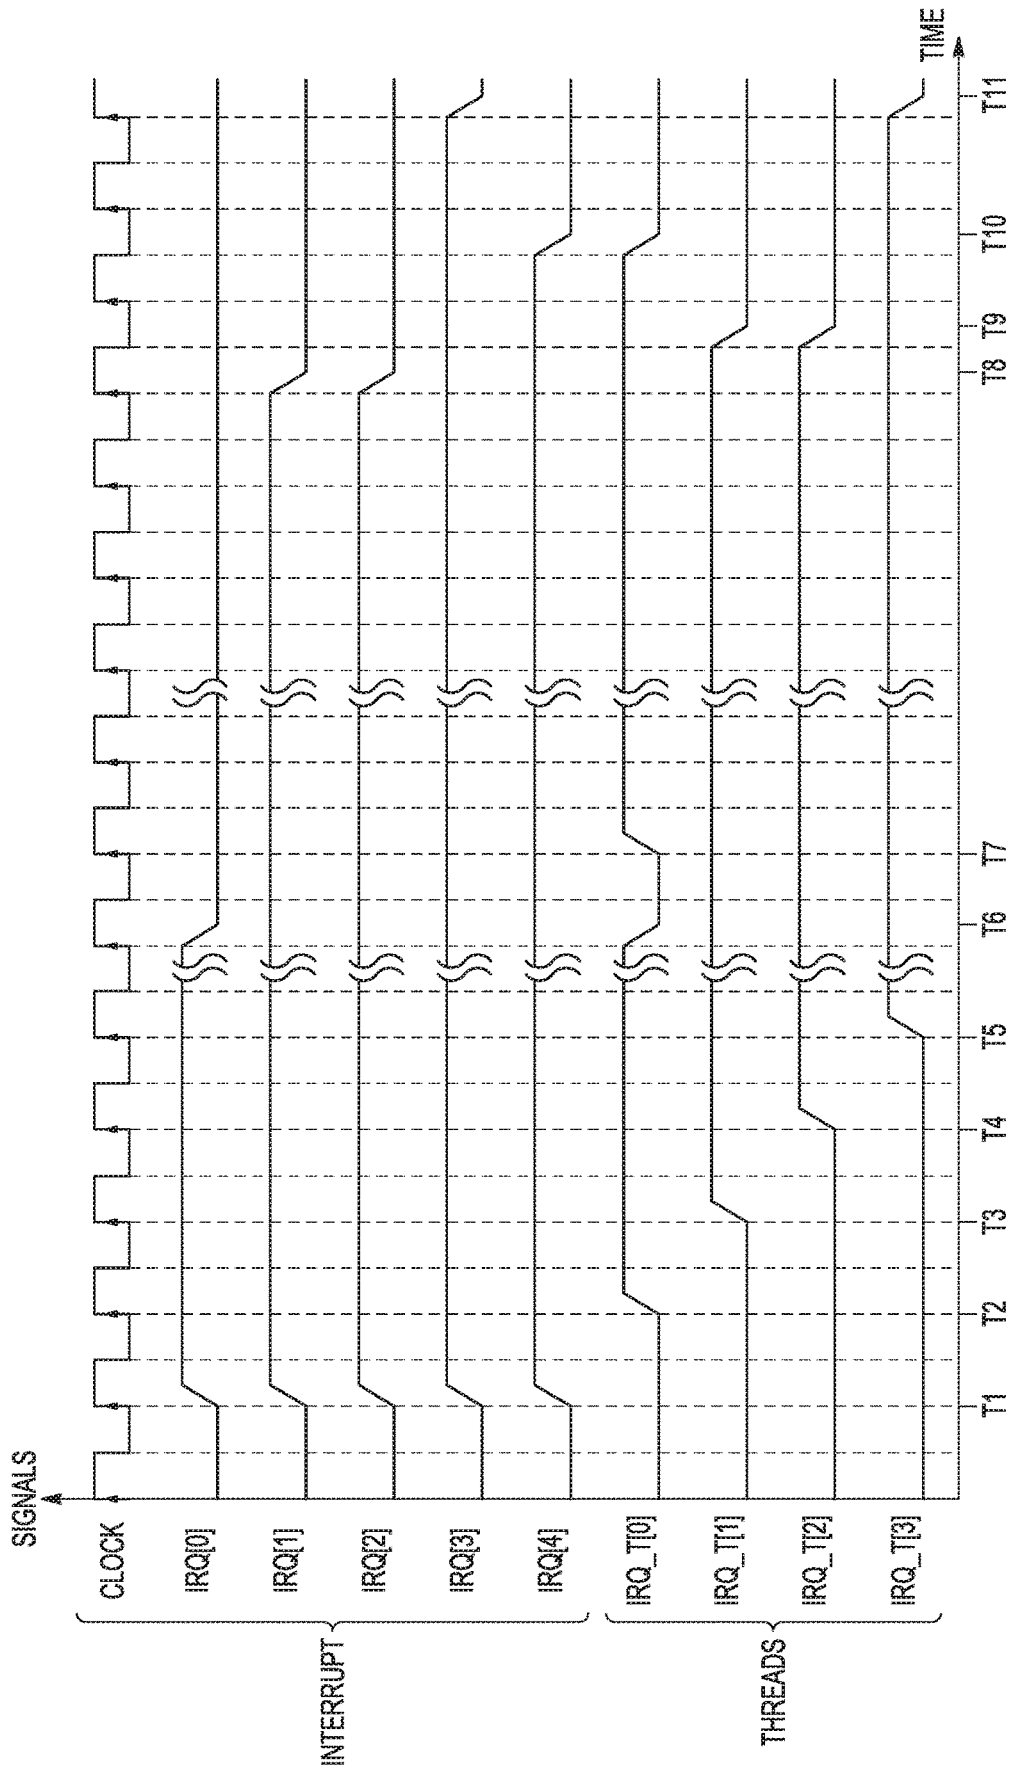 SIGNALS
CLOCK
IRQ[0]
IRQ[1]
IRQ[2]
IRQ[3]
IRQ[4]
IRQ_T[0]
IRQ_T[1]
IRQ_T[2]
IRQ_T[3]
INTERRUPT
THREADS
T1
T2
T3
T4
T5
T6
T7
T8
T9
T10
T11
TIME